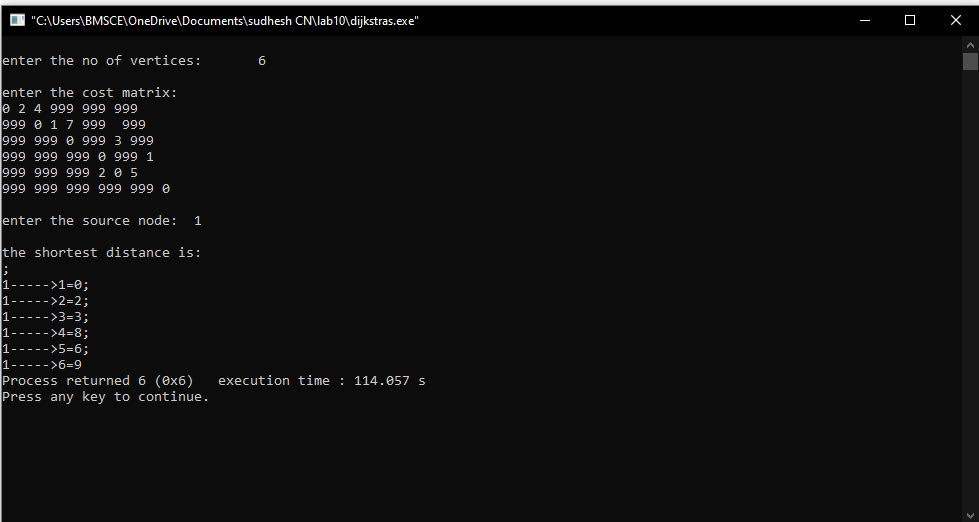 "C:\Users\BMSCE\OneDrive\Documents\sudhesh CN\lab10\dijkstras.exe"
enter the no of vertices:       6
enter the cost matrix:
0 2 4 999 999 999
999 0 1 7 999  999
999 999 0 999 3 999
999 999 999 0 999 1
999 999 999 2 0 5
999 999 999 999 999 0
enter the source node:  1
the shortest distance is:
;
1----->1=0;
1----->2=2;
1----->3=3;
1----->4=8;
1----->5=6;
1----->6=9
Process returned 6 (0x6)   execution time : 114.057 s
Press any key to continue.